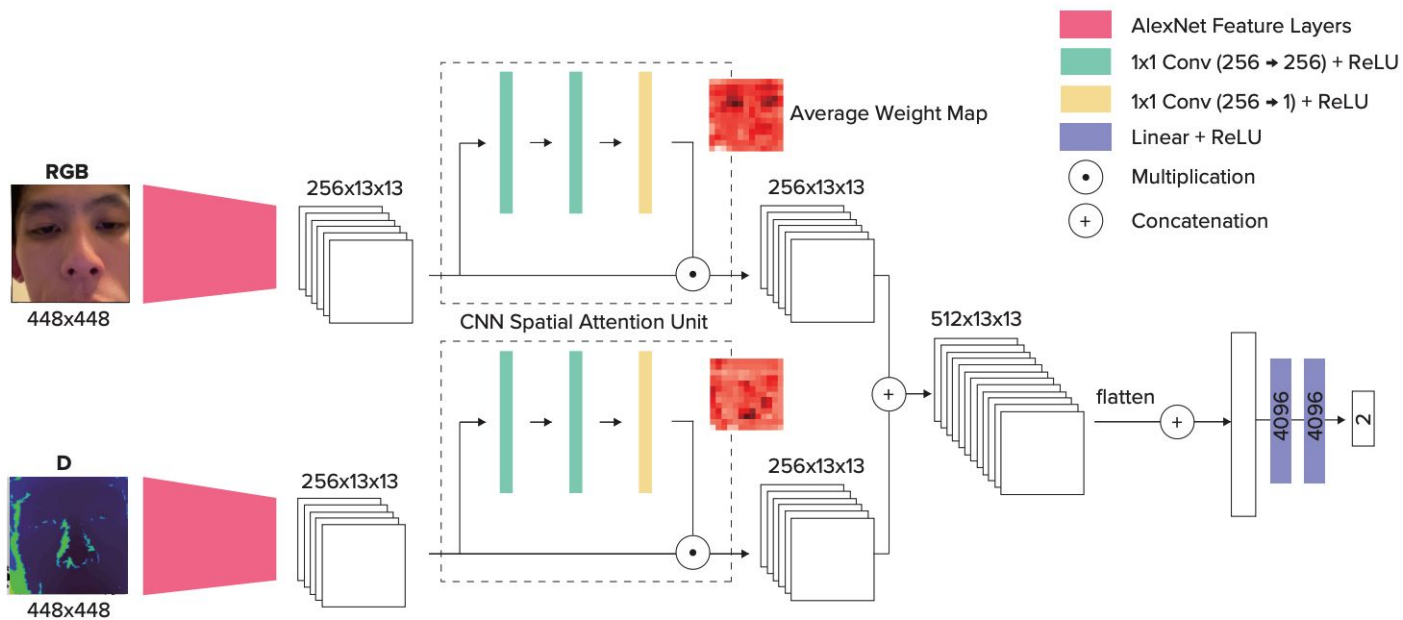 AlexNet Feature Layers
1x1 Conv (256 → 256) + ReLU
1x1 Conv (256 → 1) + ReLU
Linear + ReLU
Multiplication
Concatenation
Average Weight Map
RGB
256x13x13
256x13x13
448x448
CNN Spatial Attention Unit
512x13x13
flatten
4096
4096
2
D
256x13x13
256x13x13
448x448